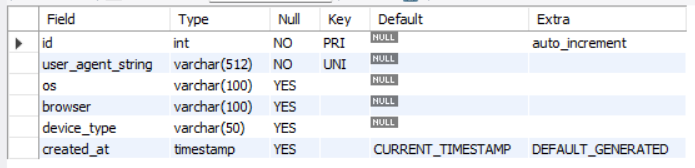 Field Type Null Key Default Extra
id int NO PRI NULL auto_increment
user_agent_string varchar(512) NO UNI NULL
os varchar(100) YES NULL
browser varchar(100) YES NULL
device_type varchar(50) YES NULL
created_at timestamp YES CURRENT_TIMESTAMP DEFAULT_GENERATED